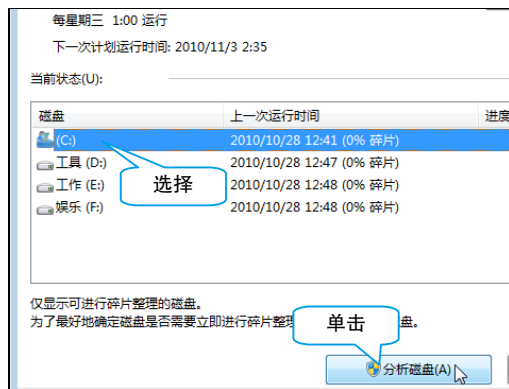 每星期三 1:00 运行
下一次计划运行时间: 2010/11/3 2:35
当前状态(U):
磁盘 上一次运行时间 进度
(C:) 2010/10/28 12:41 (0% 碎片)
工具 (D:) 2010/10/28 12:47 (0% 碎片)
工作 (E:) 2010/10/28 12:48 (0% 碎片)
娱乐 (F:) 2010/10/28 12:48 (0% 碎片)
选择
仅显示可进行碎片整理的磁盘。
为了最好地确定磁盘是否需要立即进行碎片整理 盘。
单击
分析磁盘(A)